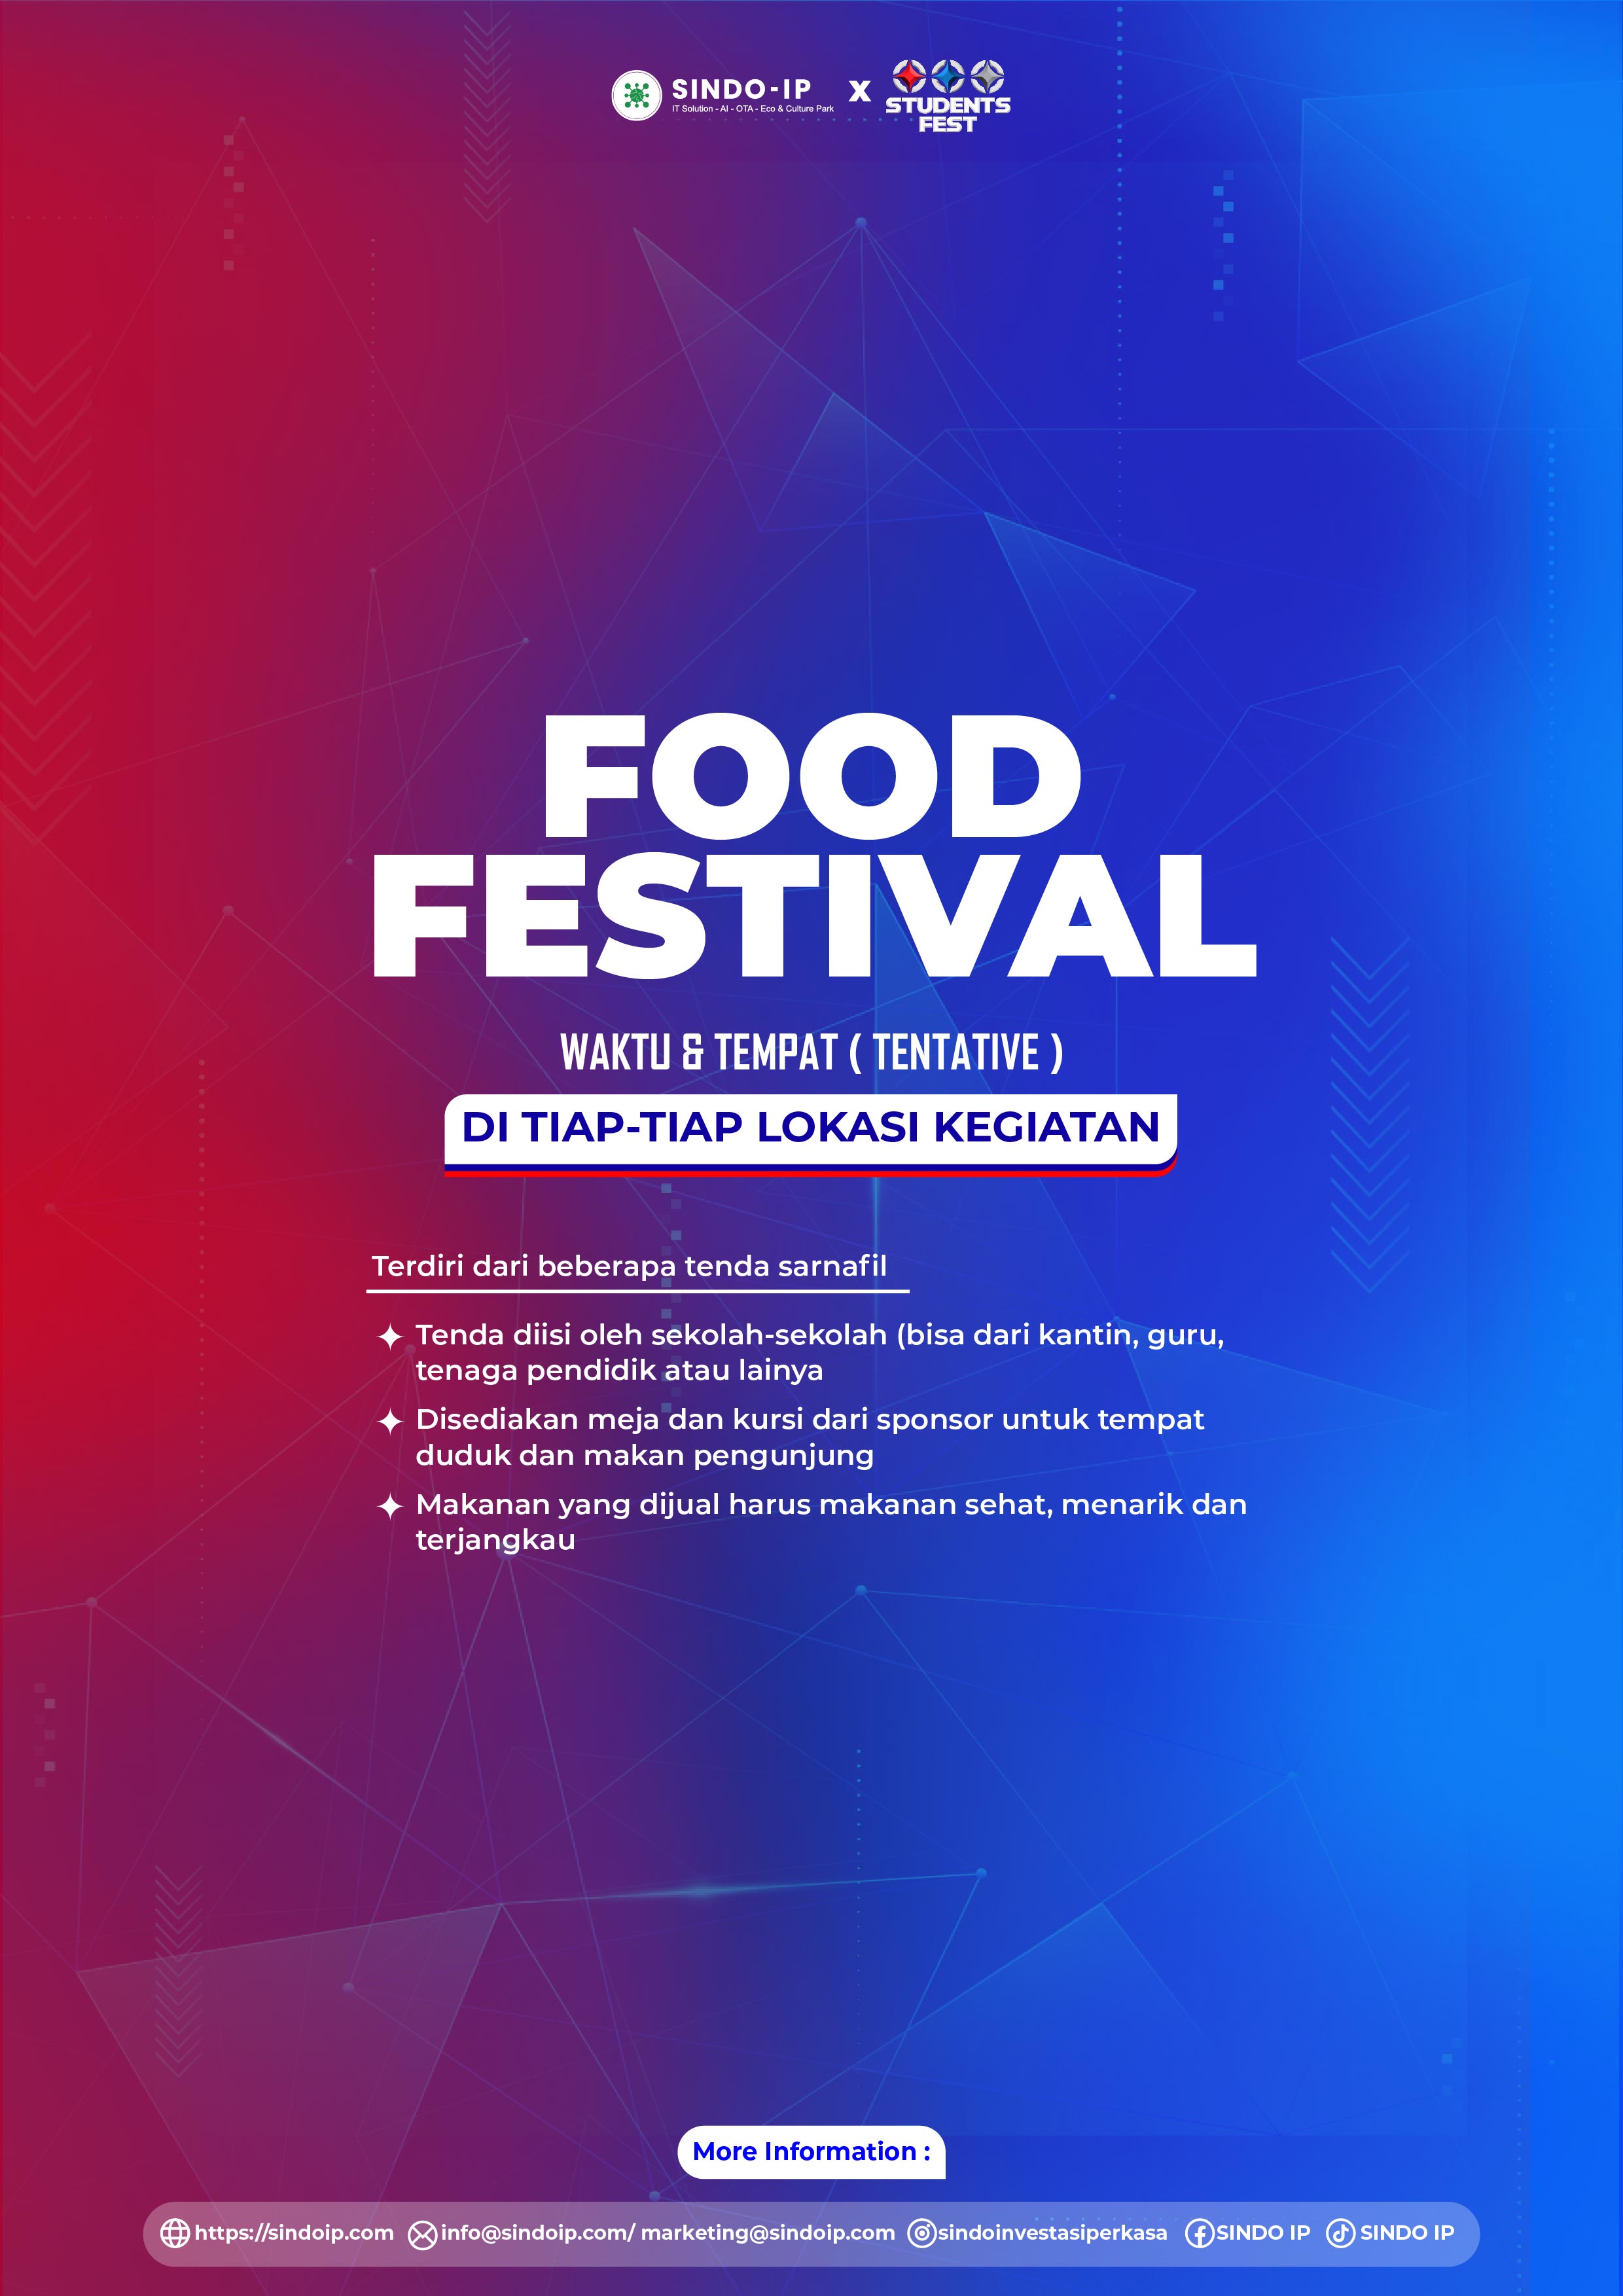 SINDO-IP
IT Solution - AI - OTA - Eco & Culture Park
X
STUDENTS
FEST
FOOD
FESTIVAL
WAKTU & TEMPAT ( TENTATIVE )
DI TIAP-TIAP LOKASI KEGIATAN
Terdiri dari beberapa tenda sarnafil
Tenda diisi oleh sekolah-sekolah (bisa dari kantin, guru,
tenaga pendidik atau lainya
Disediakan meja dan kursi dari sponsor untuk tempat
duduk dan makan pengunjung
Makanan yang dijual harus makanan sehat, menarik dan
terjangkau
More Information :
https://sindoip.com info@sindoip.com/ marketing@sindoip.com sindoinvestasiperkasa SINDO IP SINDO IP